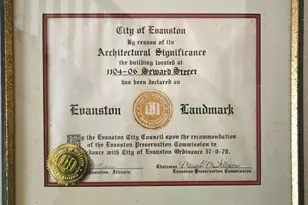 City of Evanston
By reason of its
Architectural Significance
the building located at
1104-06 Seward Street
has been declared an
Evanston Landmark
By the Evanston City Council upon the recommendation
of the Evanston Preservation Commission in
accordance with City of Evanston Ordinance
Evanston, Illinois
Chairman
Evanston Preservation Commission